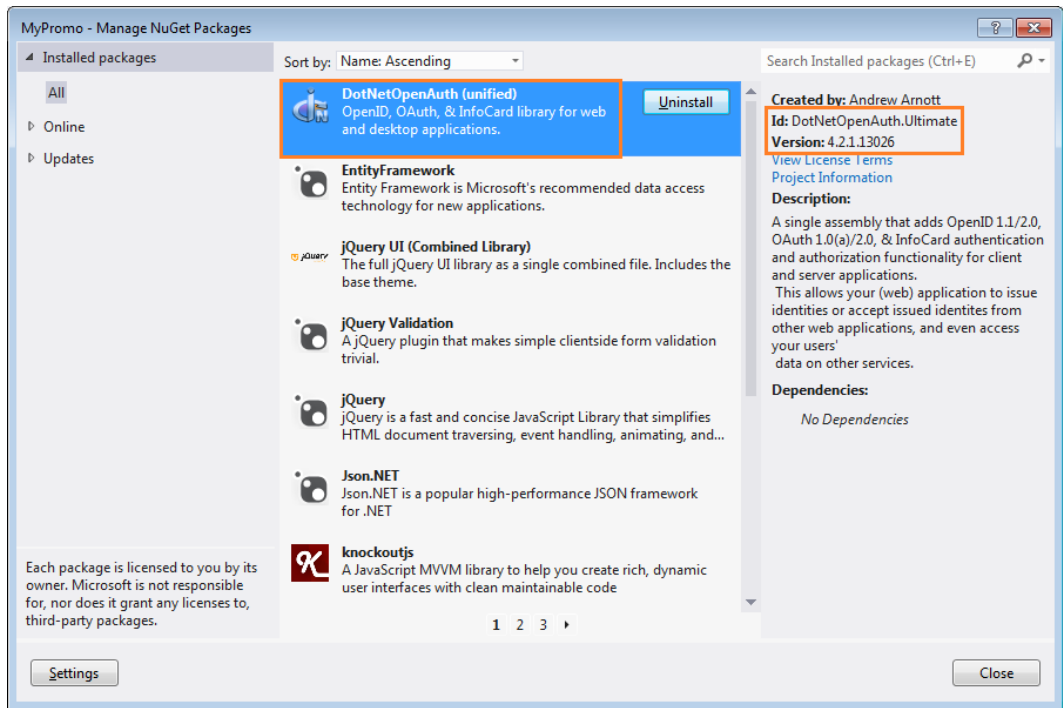 MyPromo - Manage NuGet Packages
Installed packages
All
Online
Updates
Each package is licensed to you by its
owner. Microsoft is not responsible
for, nor does it grant any licenses to,
third-party packages.
Settings
Sort by: Name: Ascending
DotNetOpenAuth (unified)
OpenID, OAuth, & InfoCard library for web
and desktop applications.
Uninstall
EntityFramework
Entity Framework is Microsoft's recommended data access
technology for new applications.
jQuery
jQuery UI (Combined Library)
The full jQuery UI library as a single combined file. Includes the
base theme.
jQuery Validation
A jQuery plugin that makes simple clientside form validation
trivial.
jQuery
jQuery is a fast and concise JavaScript Library that simplifies
HTML document traversing, event handling, animating, and...
Json.NET
Json.NET is a popular high-performance JSON framework
for .NET
K
knockoutjs
A JavaScript MVVM library to help you create rich, dynamic
user interfaces with clean maintainable code
1 2 3
Search Installed packages (Ctrl+E)
Created by: Andrew Arnott
Id: DotNetOpenAuth.Ultimate
Version: 4.2.1.13026
View License Terms
Project Information
Description:
A single assembly that adds OpenID 1.1/2.0,
OAuth 1.0(a)/2.0, & InfoCard authentication
and authorization functionality for client
and server applications.
This allows your (web) application to issue
identities or accept issued identites from
other web applications, and even access
your users'
data on other services.
Dependencies:
No Dependencies
Close